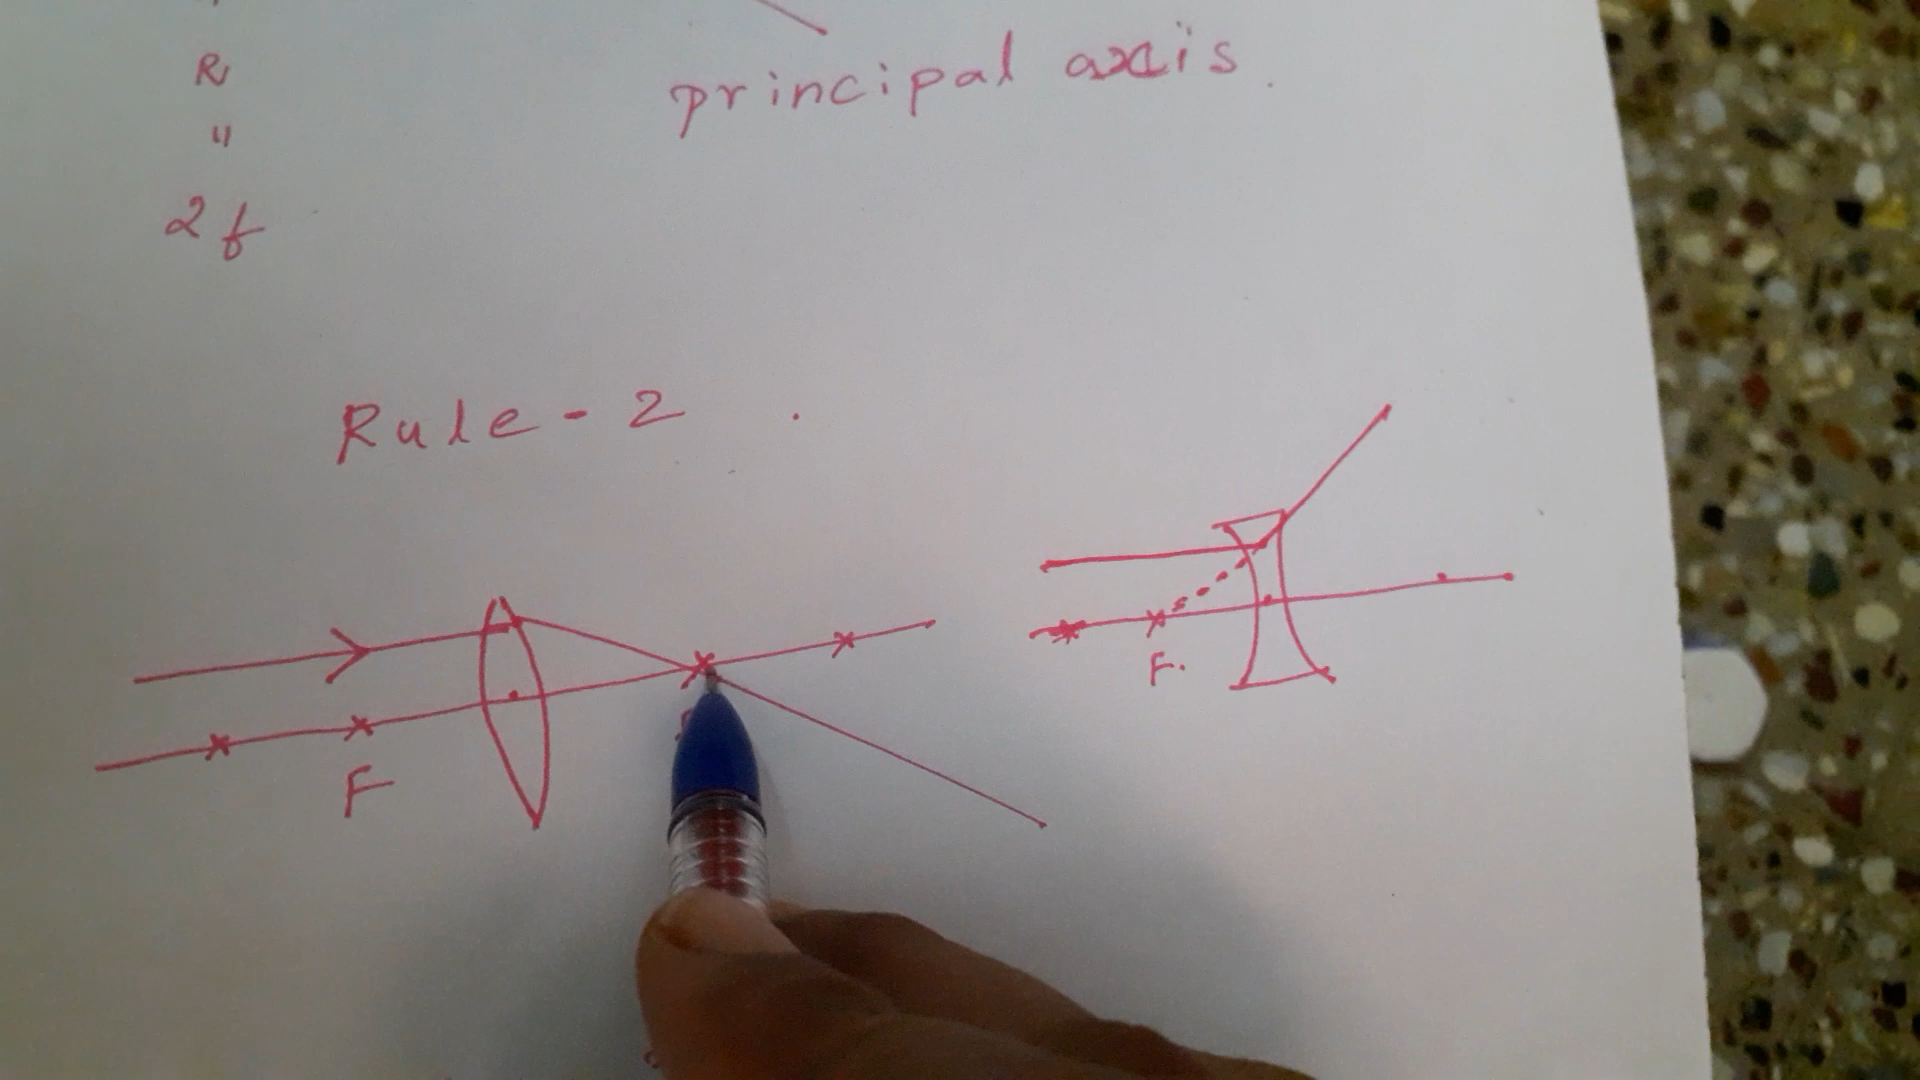 R
"
2f
principal axis.
Rule - 2 .
F
F.